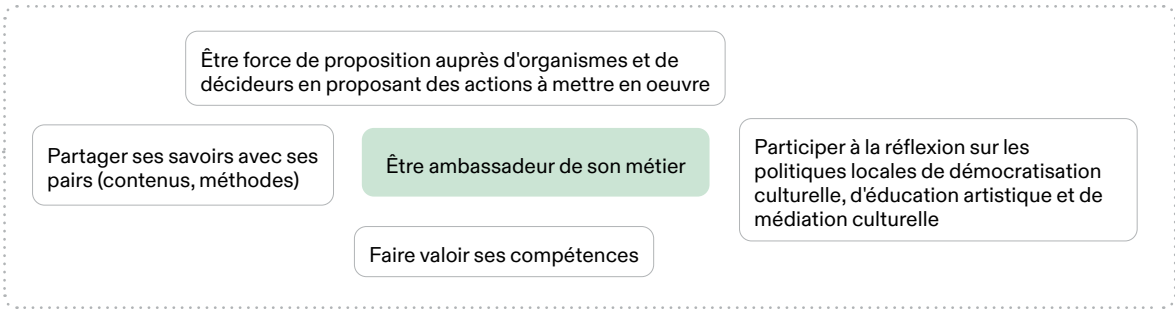 Être force de proposition auprès d'organismes et de
décideurs en proposant des actions à mettre en oeuvre
Partager ses savoirs avec ses
pairs (contenus, méthodes)
Être ambassadeur de son métier
Participer à la réflexion sur les
politiques locales de démocratisation
culturelle, d'éducation artistique et de
médiation culturelle
Faire valoir ses compétences